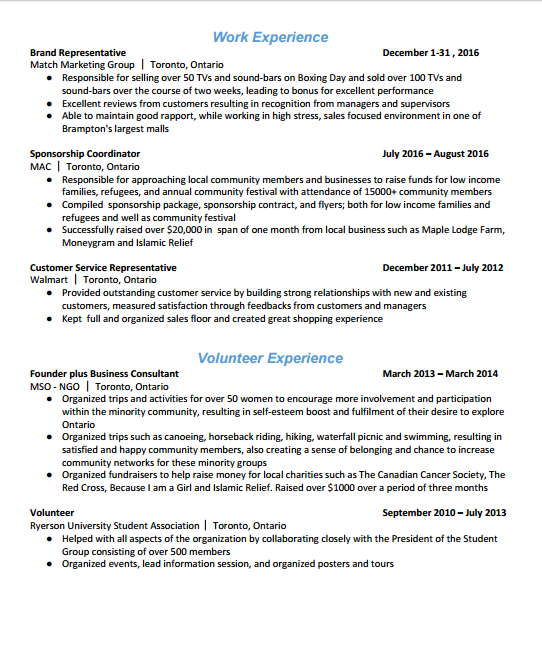 Work Experience
Brand Representative December 1-31 , 2016
Match Marketing Group | Toronto, Ontario
● Responsible for selling over 50 TVs and sound-bars on Boxing Day and sold over 100 TVs and
sound-bars over the course of two weeks, leading to bonus for excellent performance
● Excellent reviews from customers resulting in recognition from managers and supervisors
● Able to maintain good rapport, while working in high stress, sales focused environment in one of
Brampton's largest malls
Sponsorship Coordinator July 2016 – August 2016
MAC | Toronto, Ontario
● Responsible for approaching local community members and businesses to raise funds for low income
families, refugees, and annual community festival with attendance of 15000+ community members
● Compiled sponsorship package, sponsorship contract, and flyers; both for low income families and
refugees and well as community festival
● Successfully raised over $20,000 in span of one month from local business such as Maple Lodge Farm,
Moneygram and Islamic Relief
Customer Service Representative December 2011 – July 2012
Walmart | Toronto, Ontario
● Provided outstanding customer service by building strong relationships with new and existing
customers, measured satisfaction through feedbacks from customers and managers
● Kept full and organized sales floor and created great shopping experience
Volunteer Experience
Founder plus Business Consultant March 2013 – March 2014
MSO - NGO | Toronto, Ontario
● Organized trips and activities for over 50 women to encourage more involvement and participation
within the minority community, resulting in self-esteem boost and fulfilment of their desire to explore
Ontario
● Organized trips such as canoeing, horseback riding, hiking, waterfall picnic and swimming, resulting in
satisfied and happy community members, also creating a sense of belonging and chance to increase
community networks for these minority groups
● Organized fundraisers to help raise money for local charities such as The Canadian Cancer Society, The
Red Cross, Because I am a Girl and Islamic Relief. Raised over $1000 over a period of three months
Volunteer September 2010 – July 2013
Ryerson University Student Association | Toronto, Ontario
● Helped with all aspects of the organization by collaborating closely with the President of the Student
Group consisting of over 500 members
● Organized events, lead information session, and organized posters and tours